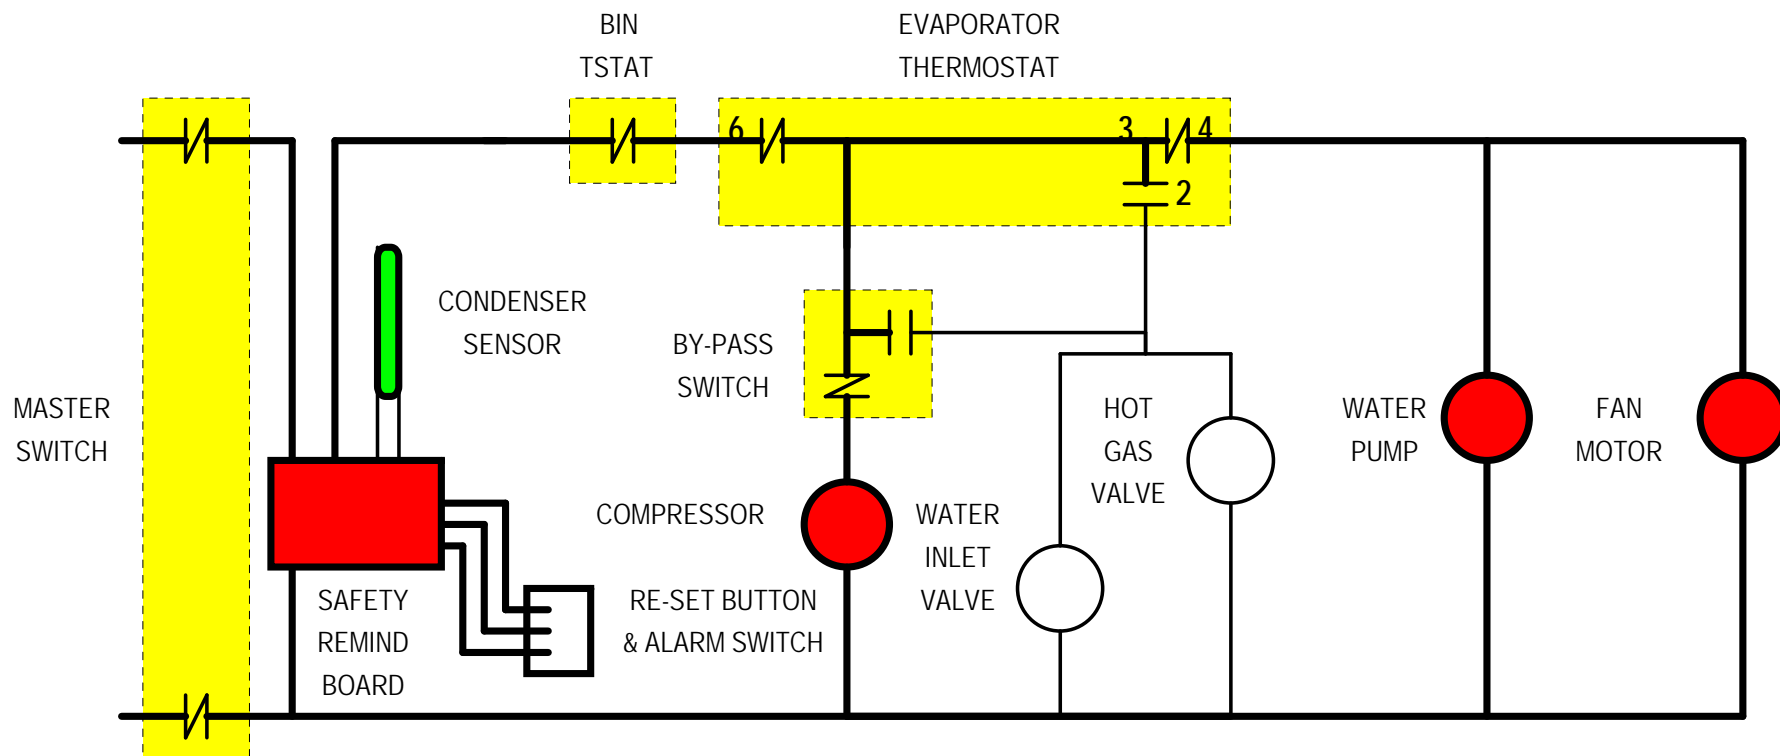 BIN
TSTAT
EVAPORATOR
THERMOSTAT
6
3
4
2
CONDENSER
SENSOR
BY-PASS
SWITCH
MASTER
SWITCH
HOT
GAS
VALVE
WATER
PUMP
FAN
MOTOR
COMPRESSOR
WATER
INLET
VALVE
SAFETY
REMIND
BOARD
RE-SET BUTTON
& ALARM SWITCH